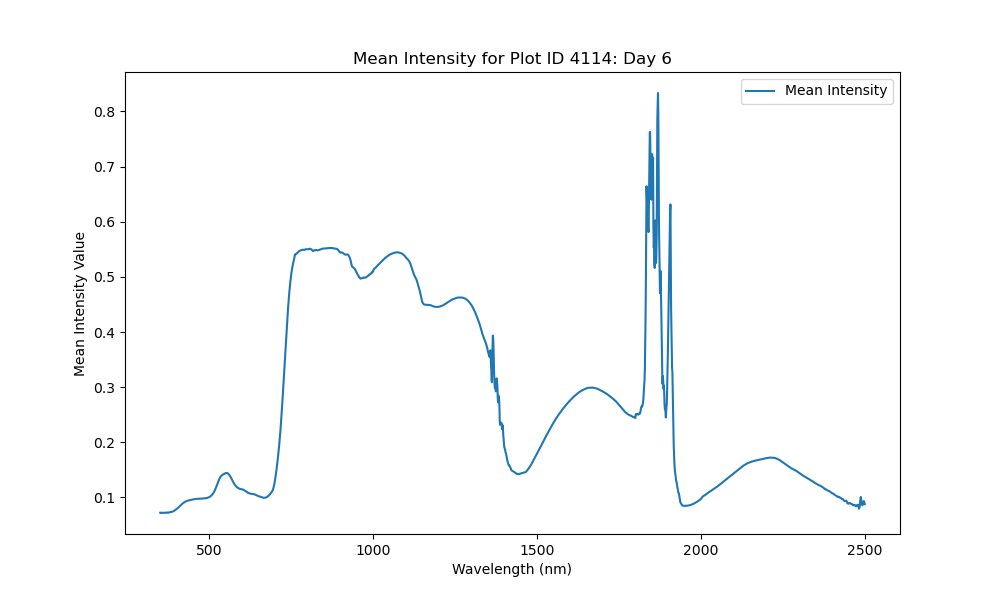 Mean Intensity for Plot ID 4114: Day 6
Mean Intensity
Mean Intensity Value
0.8
0.7
0.6
0.5
0.4
0.3
0.2
0.1
500 1000 1500 2000 2500
Wavelength (nm)